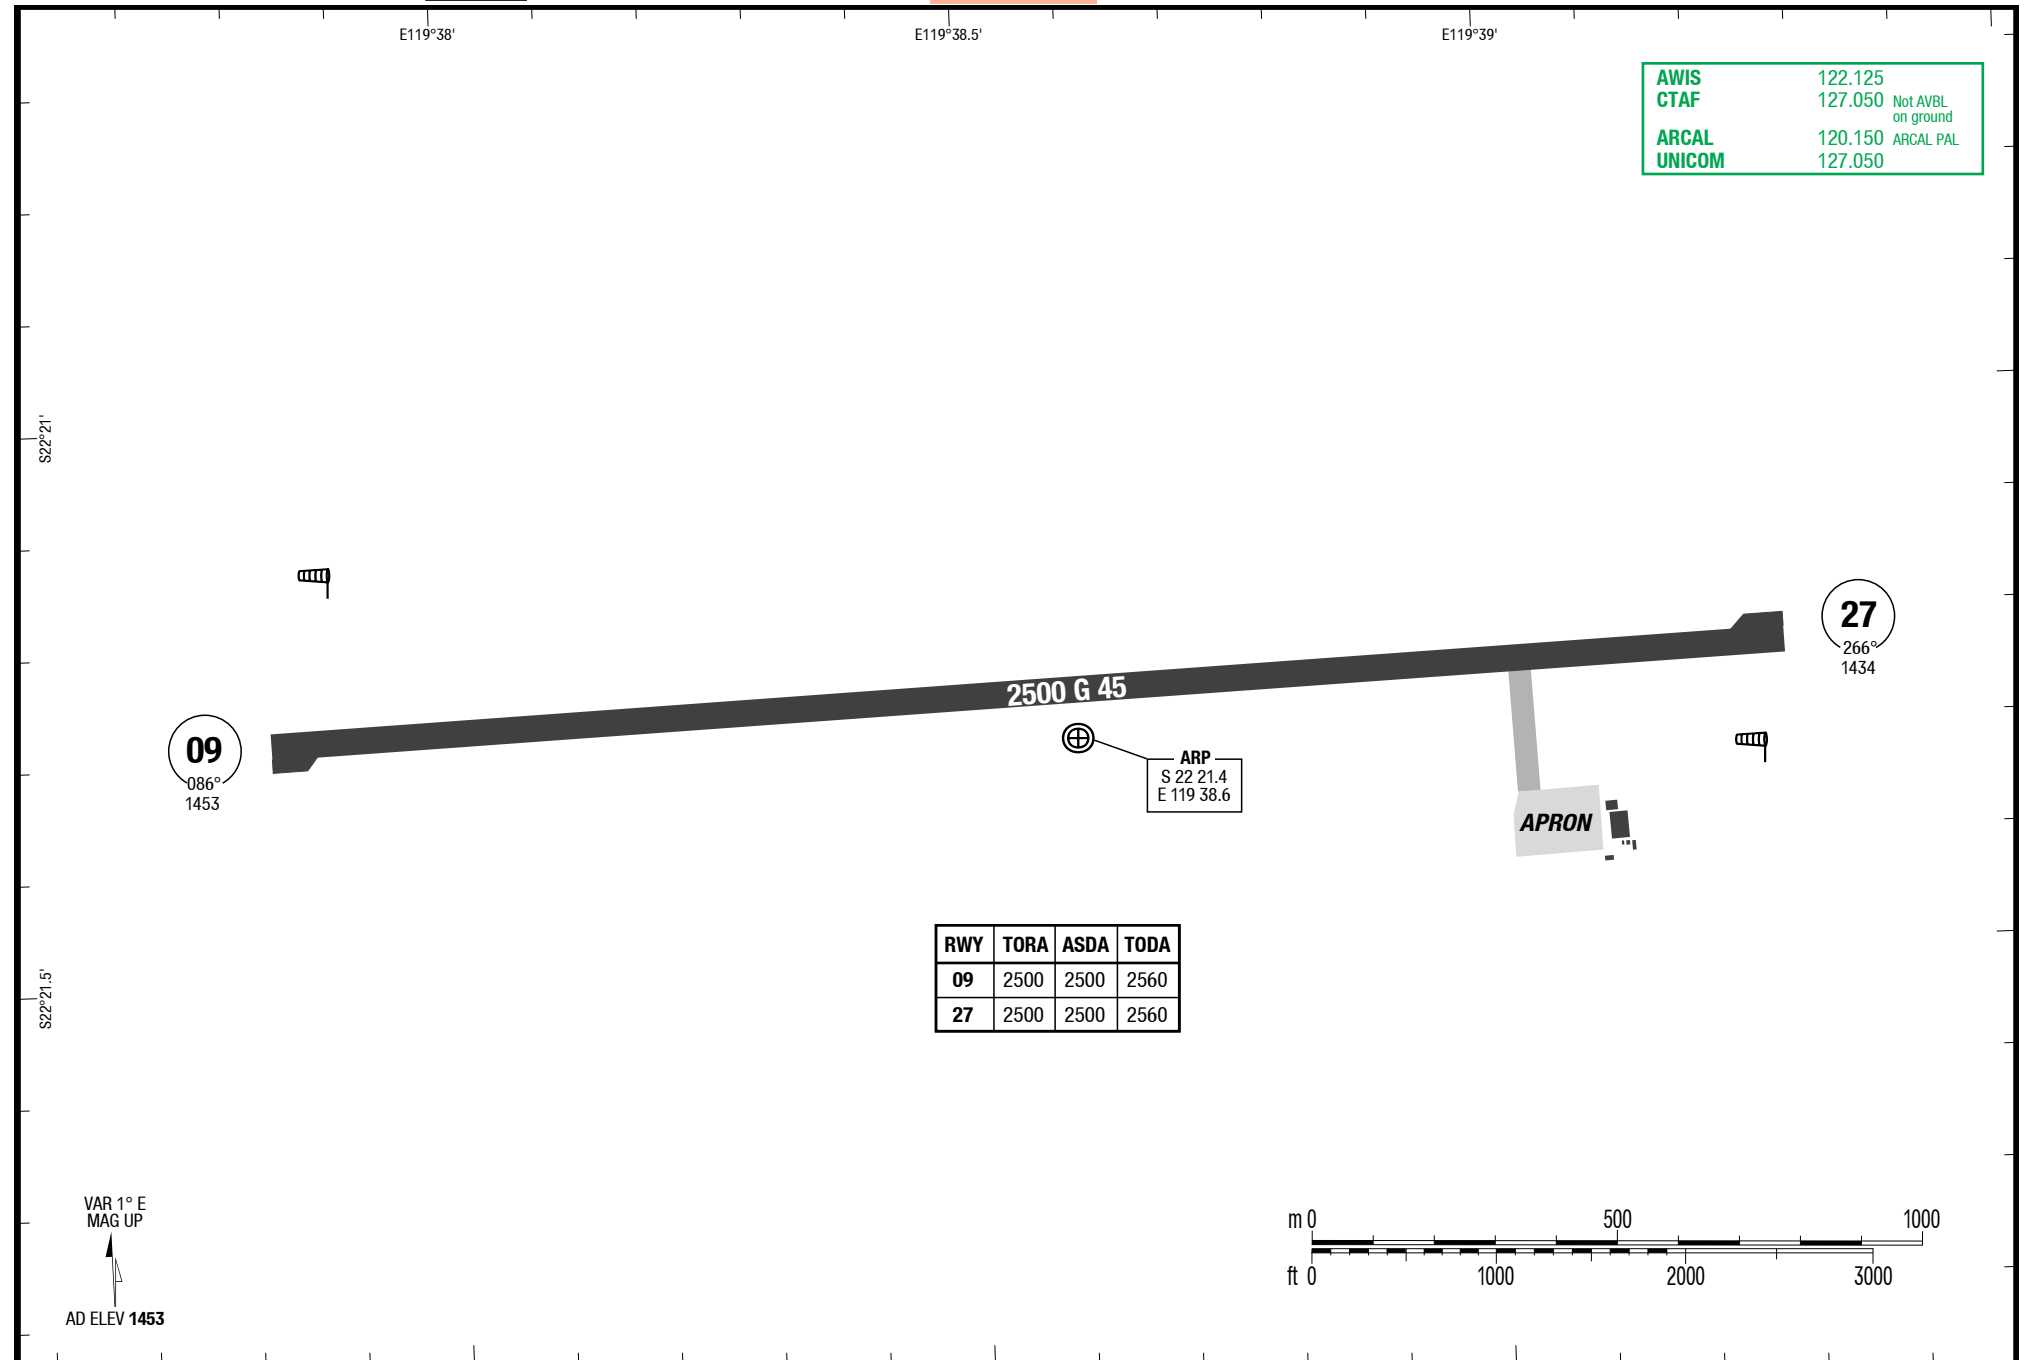 E119°38'
E119°38.5'
E119°39'
AWIS 122.125
CTAF 127.050 Not AVBL
on ground
ARCAL 120.150 ARCAL PAL
UNICOM 127.050
S22°21'
27
266°
1434
2500 G 45
09
086°
1453
ARP
S 22 21.4
E 119 38.6
APRON
RWY TORA ASDA TODA
09 2500 2500 2560
27 2500 2500 2560
S22°21.5'
VAR 1° E
MAG UP
AD ELEV 1453
m 0 500 1000
ft 0 1000 2000 3000